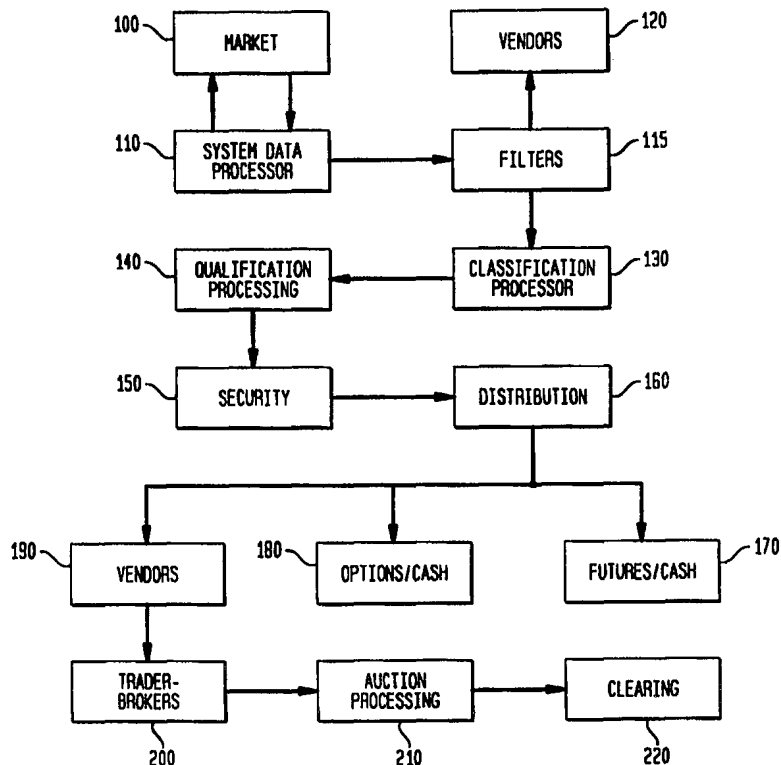 100
MARKET
VENDORS
120
110
SYSTEM DATA
PROCESSOR
FILTERS
115
140
QUALIFICATION
PROCESSING
CLASSIFICATION
PROCESSOR
130
150
SECURITY
DISTRIBUTION
160
190
VENDORS
180
OPTIONS/CASH
FUTURES/CASH
170
TRADER-
BROKERS
AUCTION
PROCESSING
CLEARING
200
210
220